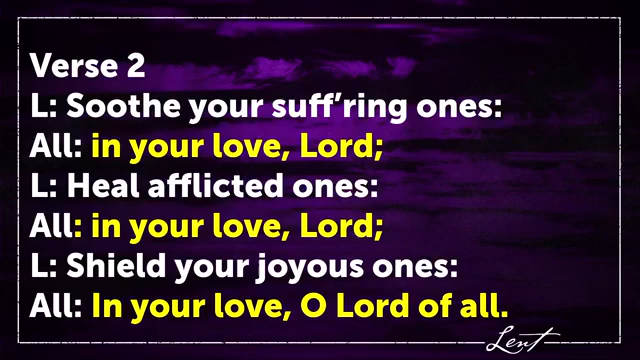 Verse 2
L: Soothe your suff’ring ones:
All: in your love, Lord;
L: Heal afflicted ones:
All: in your love, Lord;
L: Shield your joyous ones:
All: In your love, O Lord of all.
Lent